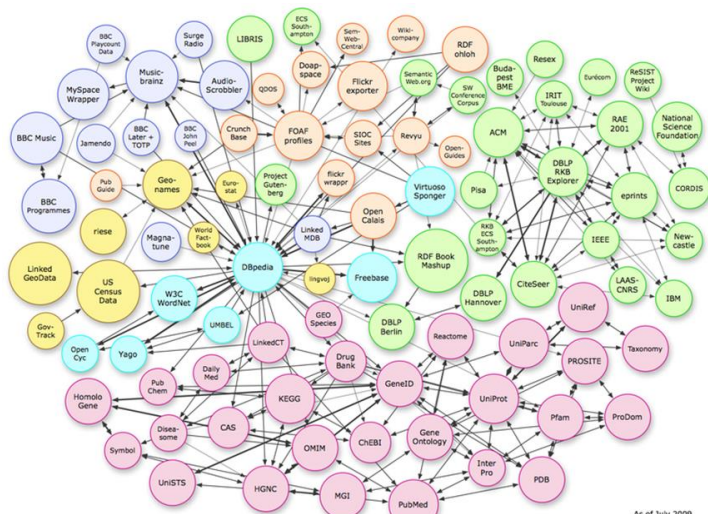 BBC
Playcount
Data
Surge
Radio
LIBRIS
ECS
South-
ampton
Sem-
Web-
Central
Wiki-
company
RDF
ohloh
Resex
Music-
brainz
Audio-
Scrobbler
MySpace
Wrapper
QDOS
Doap-
space
Flickr
exporter
Semantic
Web.org
SW
Conference
Corpus
Buda-
pest
BME
IRIT
Toulouse
Eurécom
ReSIST
Project
Wiki
BBC Music
Jamendo
BBC
Later +
TOTP
BBC
John
Peel
Crunch
Base
FOAF
profiles
SIOC
Sites
Revyu
Open-
Guides
ACM
RAE
2001
National
Science
Foundation
BBC
Programmes
Pub
Guide
Geo-
names
Euro-
stat
Project
Guten-
berg
flickr
wrappr
Virtuoso
Sponger
Pisa
DBLP
RKB
Explorer
eprints
CORDIS
riese
Magna-
tune
World
Fact-
book
Linked
MDB
Open
Calais
RKB
ECS
South-
ampton
IEEE
New-
castle
Linked
GeoData
US
Census
Data
W3C
WordNet
DBpedia
lingvoj
Freebase
RDF Book
Mashup
DBLP
Hannover
CiteSeer
LAAS-
CNRS
IBM
Gov-
Track
Open
Cyc
Yago
UMBEL
GEO
Species
DBLP
Berlin
LinkedCT
Reactome
UniParc
UniRef
Taxonomy
Daily
Med
Drug
Bank
PROSITE
Homolo
Gene
Pub
Chem
KEGG
GeneID
UniProt
Pfam
ProDom
Symbol
Disea-
some
CAS
OMIM
ChEBI
Gene
Ontology
Inter
Pro
UniSTS
HGNC
MGI
PubMed
PDB
As of July 2009